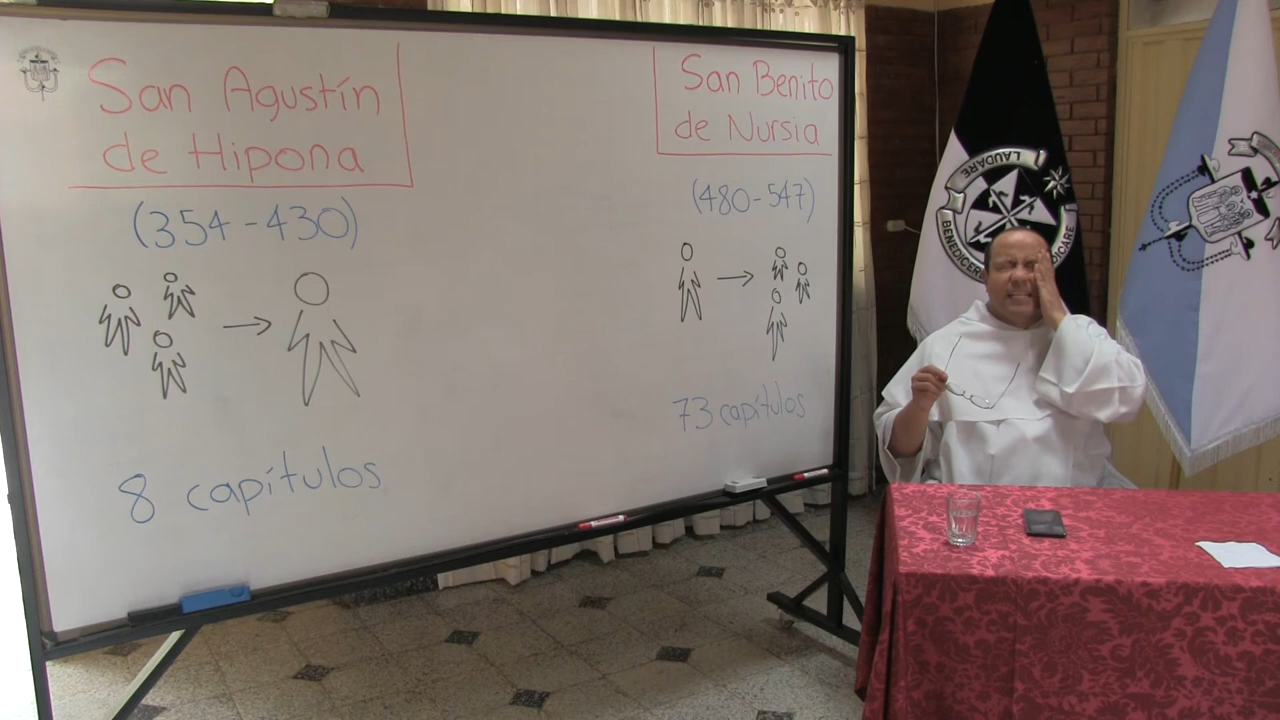 San Agustín
de Hipona
(354-430)
8 capítulos
San Benito
de Nursia
(480-547)
73 capítulos
LAUDARE
BENEDICERE